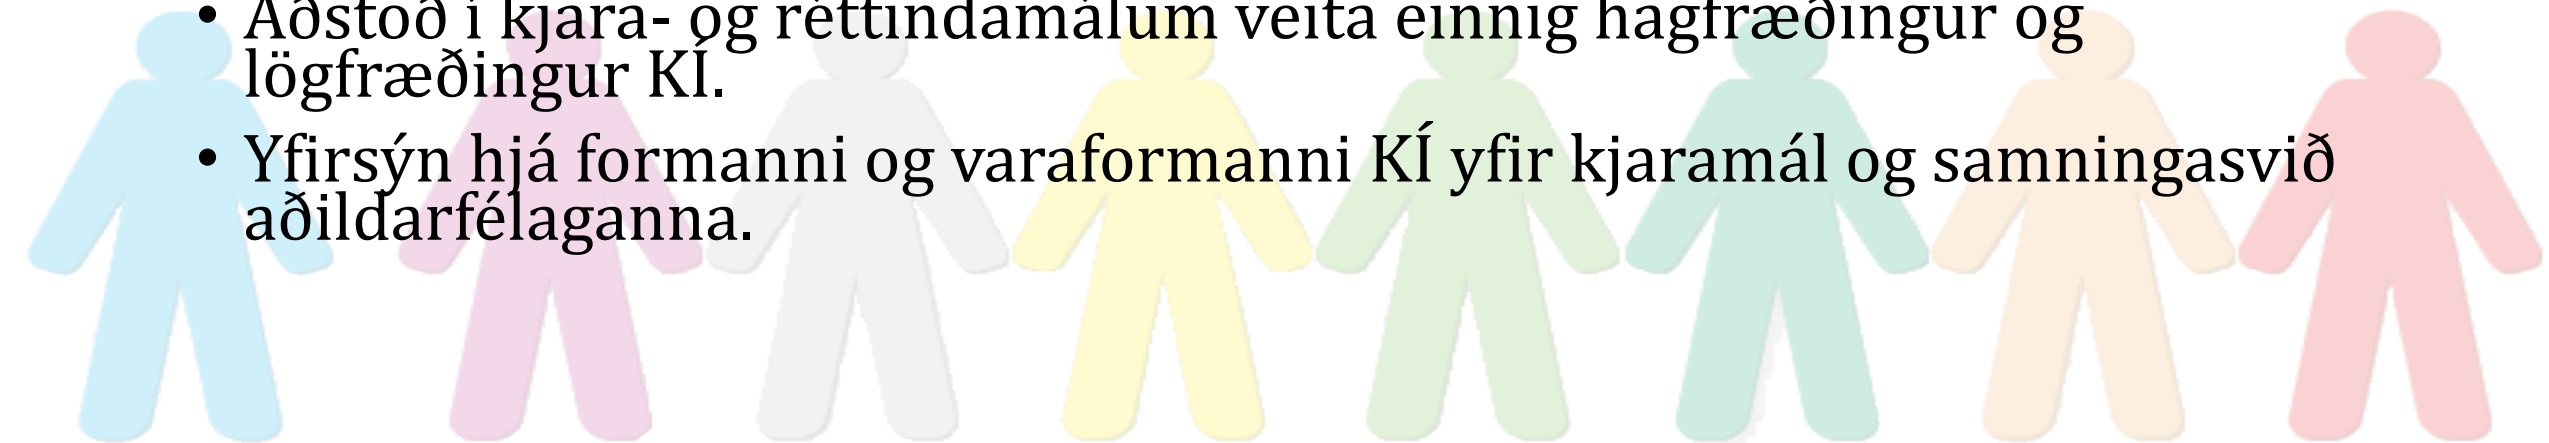 • Aðstoð í kjara- og réttindamálum veita einnig hagfræðingur og
lögfræðingur KÍ.
• Yfirsýn hjá formanni og varaformanni KÍ yfir kjaramál og samningasvið
aðildarfélaganna.